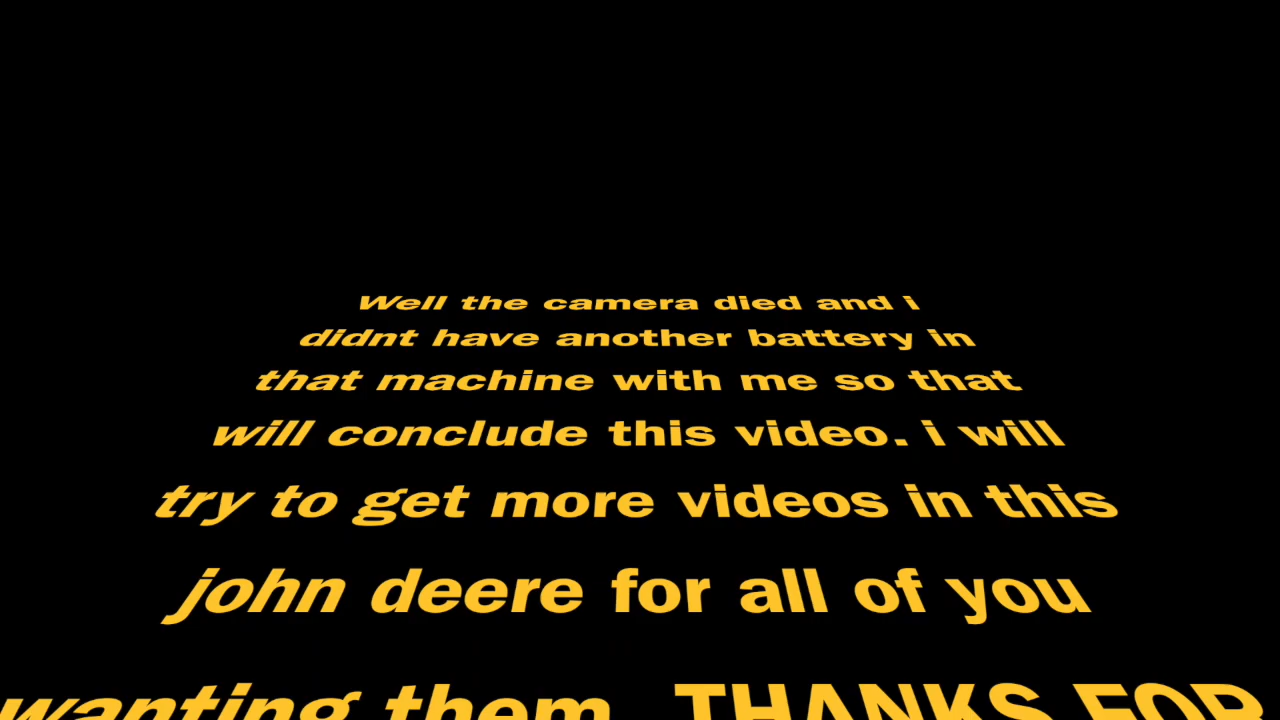 Well the camera died and i
didnt have another battery in
that machine with me so that
will conclude this video. i will
try to get more videos in this
john deere for all of you
wanting them. THANKS FOR